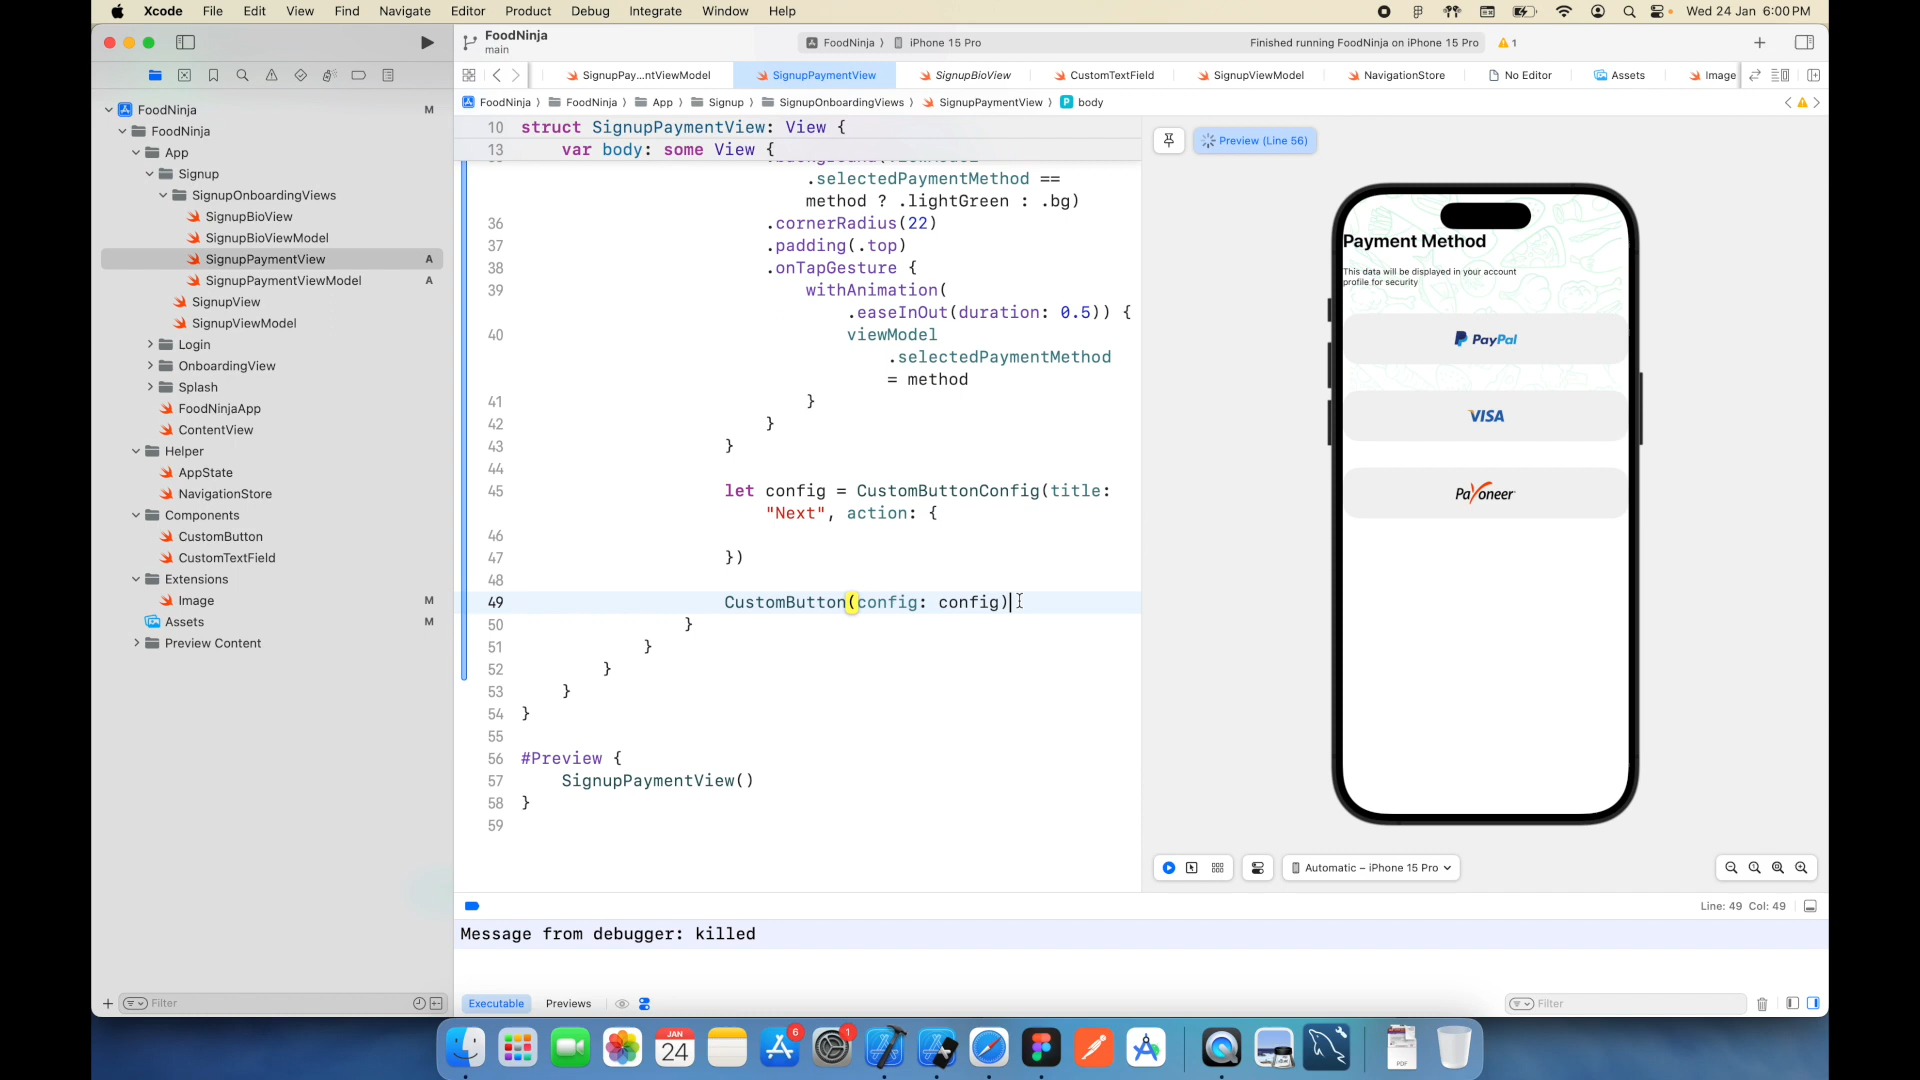 Xcode File Edit View Find Navigate Editor Product Debug Integrate Window Help Wed 24 Jan 6:00 PM
FoodNinja
main
FoodNinja iPhone 15 Pro
Finished running FoodNinja on iPhone 15 Pro
1
SignupPay...ntViewModel SignupPaymentView SignupBioView CustomTextField SignupViewModel NavigationStore No Editor Assets Image
FoodNinja FoodNinja App Signup SignupOnboardingViews SignupPaymentView P body
FoodNinja M
FoodNinja
App
Signup
SignupOnboardingViews
SignupBioView
SignupBioViewModel
SignupPaymentView A
SignupPaymentViewModel A
SignupView
SignupViewModel
Login
OnboardingView
Splash
FoodNinjaApp
ContentView
Helper
AppState
NavigationStore
Components
CustomButton
CustomTextField
Extensions
Image M
Assets M
Preview Content
Filter
10 struct SignupPaymentView: View {
13 var body: some View {
.selectedPaymentMethod ==
method ? .lightGreen : .bg)
36 .cornerRadius(22)
37 .padding(.top)
38 .onTapGesture {
39 withAnimation(
.easeInOut(duration: 0.5)) {
40 viewModel
.selectedPaymentMethod
= method
41 }
42 }
43 }
44
45 let config = CustomButtonConfig(title:
"Next", action: {
46
47 })
48
49 CustomButton(config: config)
50 }
51 }
52 }
53 }
54 }
55
56 #Preview {
57 SignupPaymentView()
58 }
59
Preview (Line 56)
Payment Method
This data will be displayed in your account
profile for security
PayPal
VISA
Payoneer
Automatic – iPhone 15 Pro
Line: 49 Col: 49
Message from debugger: killed
Executable Previews
Filter
6
1
JAN
24
PDF